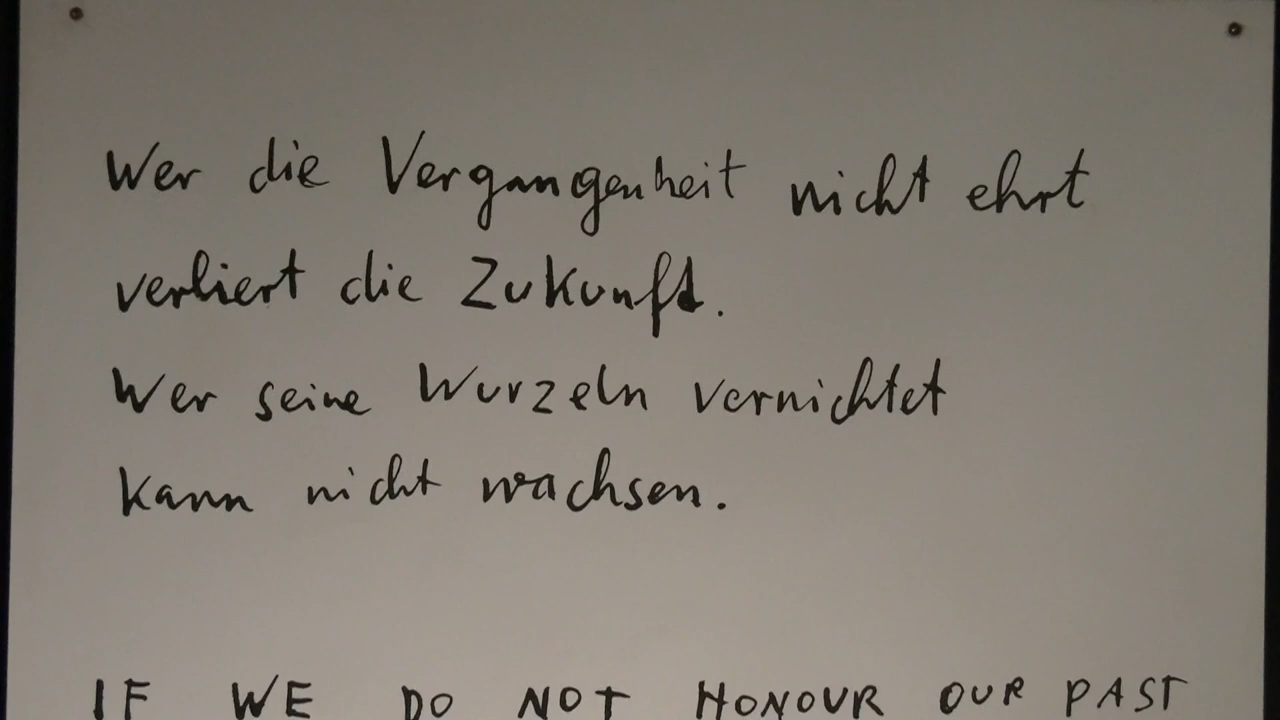 Wer die Vergangenheit nicht ehrt
verliert die Zukunft.
Wer seine Wurzeln vernichtet
kann nicht wachsen.
IF WE DO NOT HONOUR OUR PAST